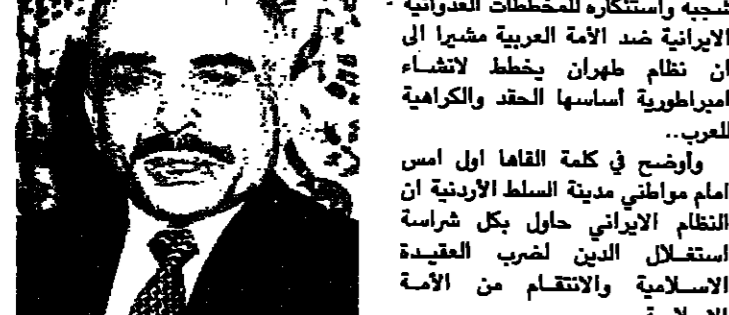 شجبه واستنكاره للمخططات العدوانية
الايرانية ضد الأمة العربية مشيرا الى
ان نظام طهران يخطط لانشاء
امبراطورية أساسها الحقد والكراهية
للعرب..
وأوضح في كلمة القاها اول امس
امام مواطني مدينة السلط الأردنية ان
النظام الايراني حاول بكل شراسة
استغلال الدين لضرب العقيدة
الاسلامية والانتقام من الأمة